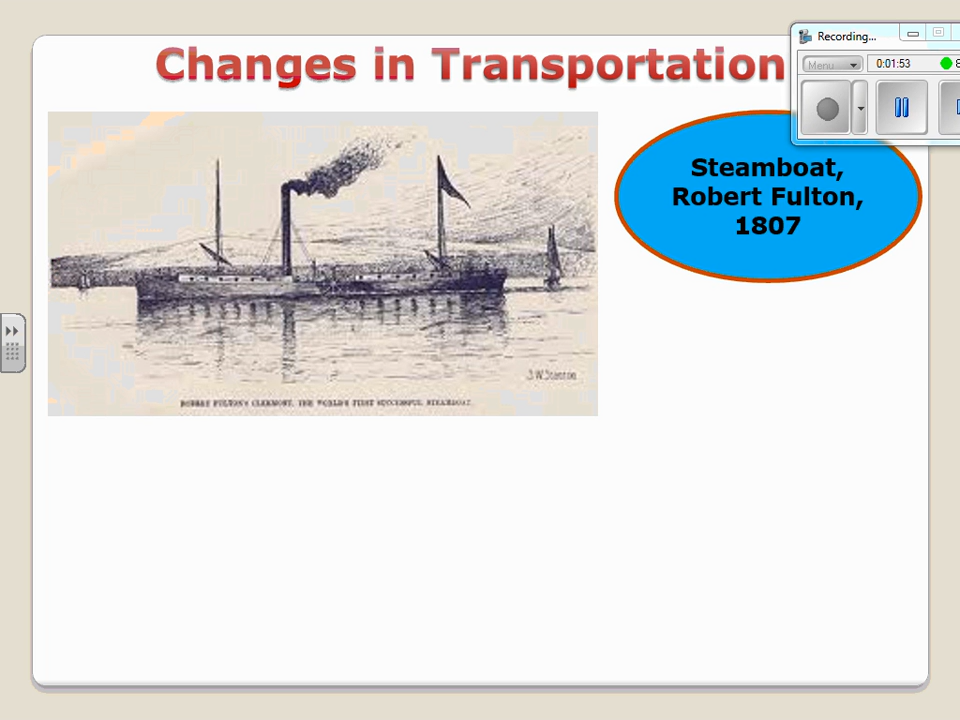 Changes in Transportation
Recording...
Menu
0:01:53
8
Steamboat,
Robert Fulton,
1807
J.W. Stanton
ROBERT FULTON'S CLERMONT, THE WORLD'S FIRST SUCCESSFUL STEAMBOAT.